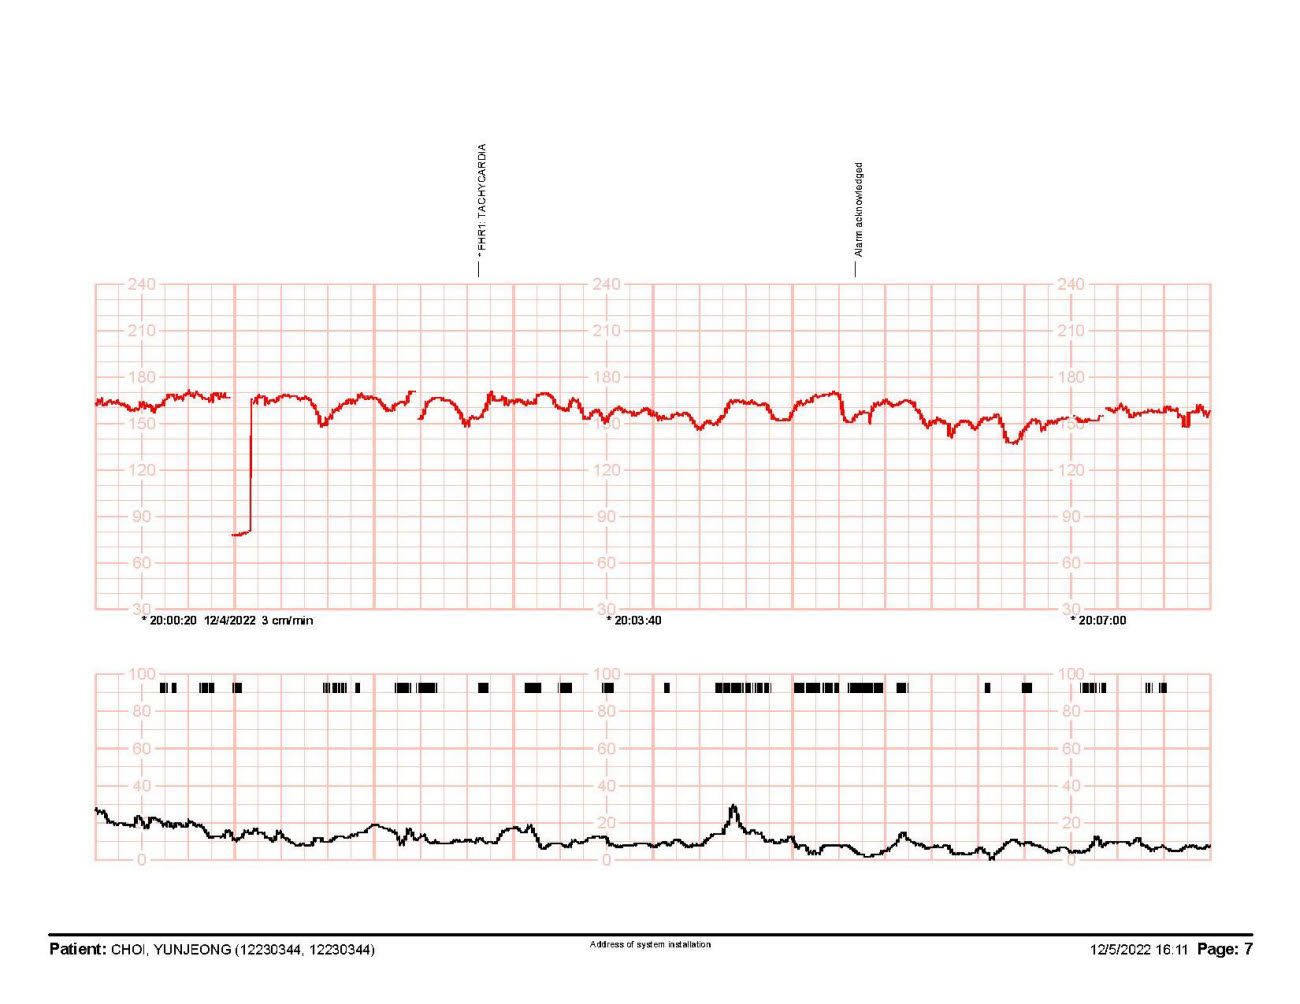 * FHR1: TACHYCARDIA
Alarm acknowledged
240 240 240
210 210 210
180 180 180
150 150 150
120 120 120
90 90 90
60 60 60
30 30 30
* 20:00:20 12/4/2022 3 cm/min * 20:03:40 * 20:07:00
100 100 100
80 80 80
60 60 60
40 40 40
20 20 20
0 0 0
Patient: CHOI, YUNJEONG (12230344, 12230344) Address of system installation 12/5/2022 16:11 Page: 7